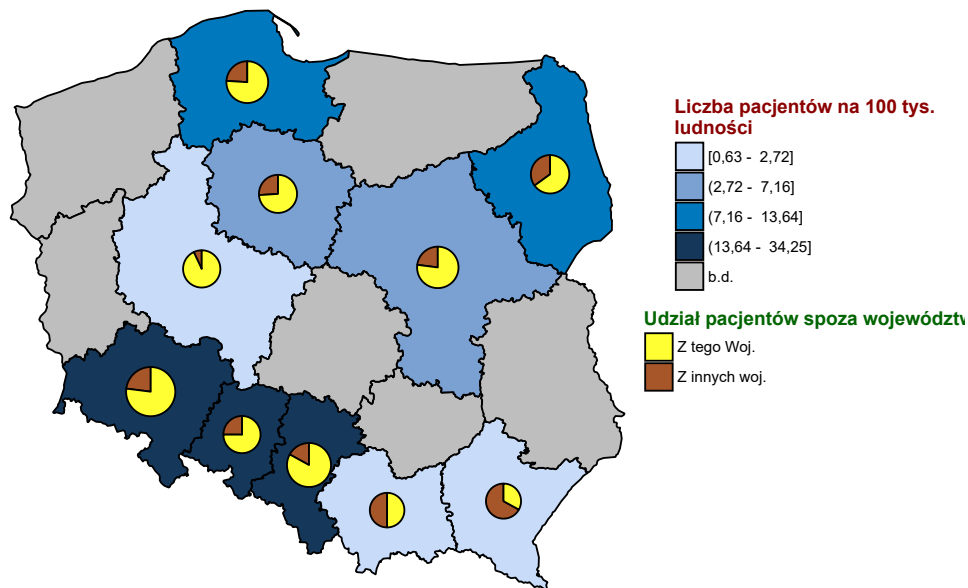 Liczba pacjentów na 100 tys.
ludności
[0,63 - 2,72]
(2,72 - 7,16]
(7,16 - 13,64]
(13,64 - 34,25]
b.d.
Udział pacjentów spoza województw
Z tego Woj.
Z innych woj.